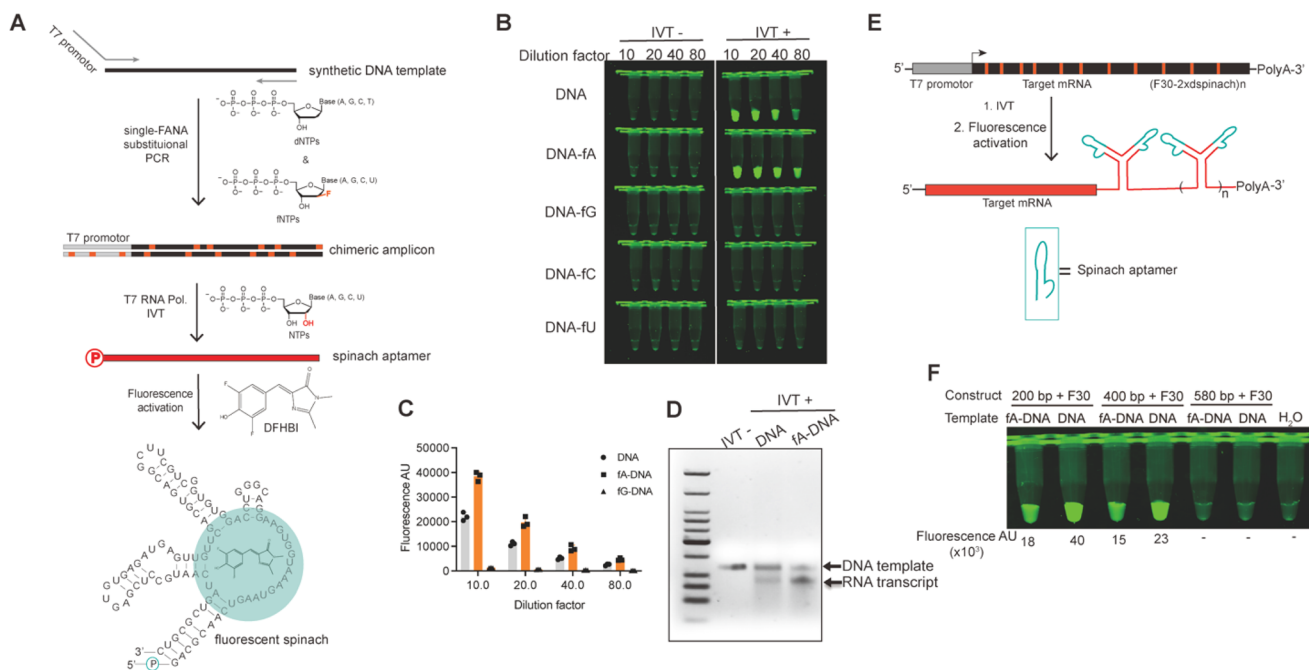 A
T7 promotor
synthetic DNA template
single-FANA
substituional
PCR
Base (A, G, C, T)
OH
dNTPs
&
Base (A, G, C, U)
F
OH
fNTPs
T7 promotor
chimeric amplicon
T7 RNA Pol.
IVT
Base (A, G, C, U)
OH OH
NTPs
P
spinach aptamer
Fluorescence
activation
DFHBI
fluorescent spinach
3'
5' P
B
IVT - IVT +
Dilution factor 10 20 40 80 10 20 40 80
DNA
DNA-fA
DNA-fG
DNA-fC
DNA-fU
C
Fluorescence AU
50000
40000
30000
20000
10000
0
10.0 20.0 40.0 80.0
Dilution factor
DNA
fA-DNA
fG-DNA
D
IVT +
IVT - DNA fA-DNA
DNA template
RNA transcript
E
5' PolyA-3'
T7 promotor Target mRNA (F30-2xdspinach)n
1. IVT
2. Fluorescence
activation
5' ( )n PolyA-3'
Target mRNA
Spinach aptamer
F
Construct 200 bp + F30 400 bp + F30 580 bp + F30
Template fA-DNA DNA fA-DNA DNA fA-DNA DNA H2O
Fluorescence AU 18 40 15 23 - - -
(x10³)